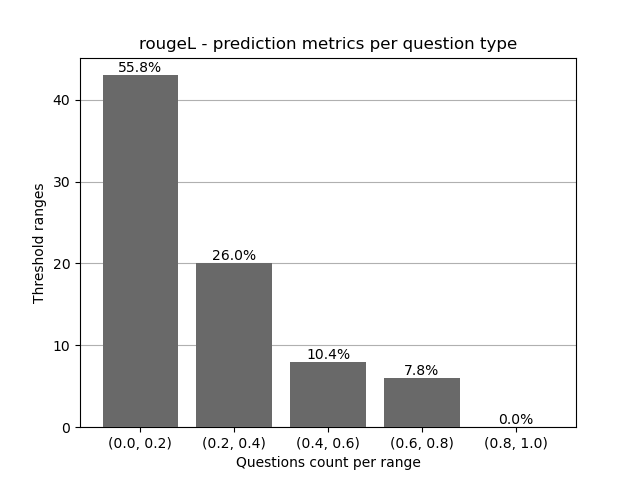 rougeL - prediction metrics per question type
55.8%
40
30
Threshold ranges
26.0%
20
10.4%
10
7.8%
0.0%
0
(0.0, 0.2) (0.2, 0.4) (0.4, 0.6) (0.6, 0.8) (0.8, 1.0)
Questions count per range